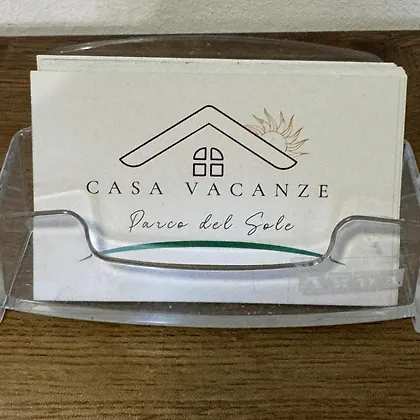 CASA VACANZE
Parco del Sole